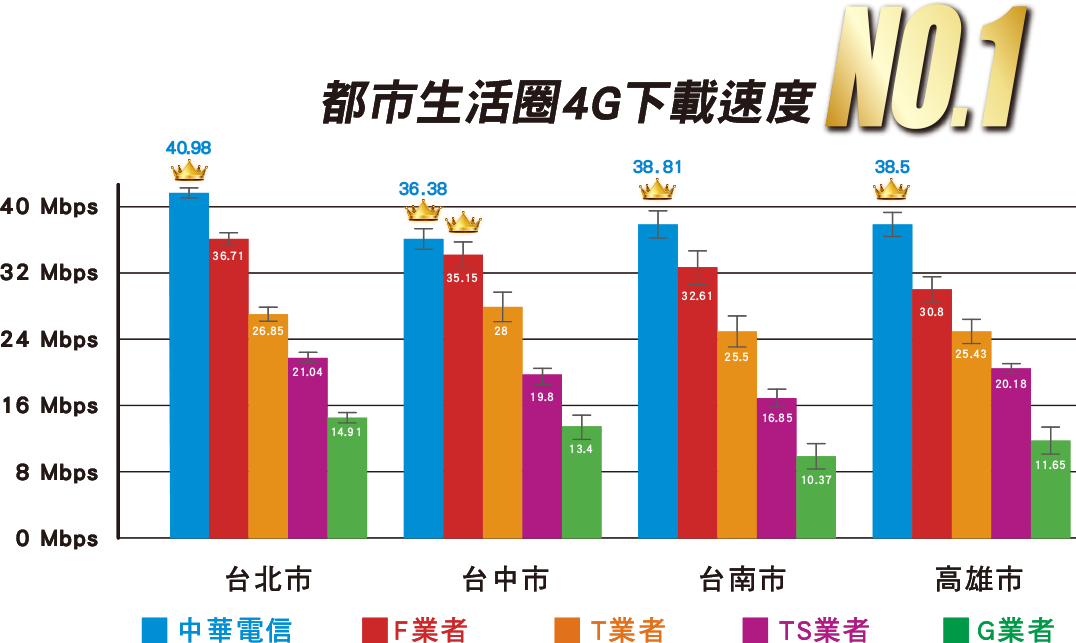 都市生活圈4G下載速度 NO.1
40.98
36.38
38.81
38.5
40 Mbps
32 Mbps
24 Mbps
16 Mbps
8 Mbps
0 Mbps
36.71
26.85
21.04
14.91
35.15
28
19.8
13.4
32.61
25.5
16.85
10.37
30.8
25.43
20.18
11.65
台北市 台中市 台南市 高雄市
中華電信 F業者 T業者 TS業者 G業者